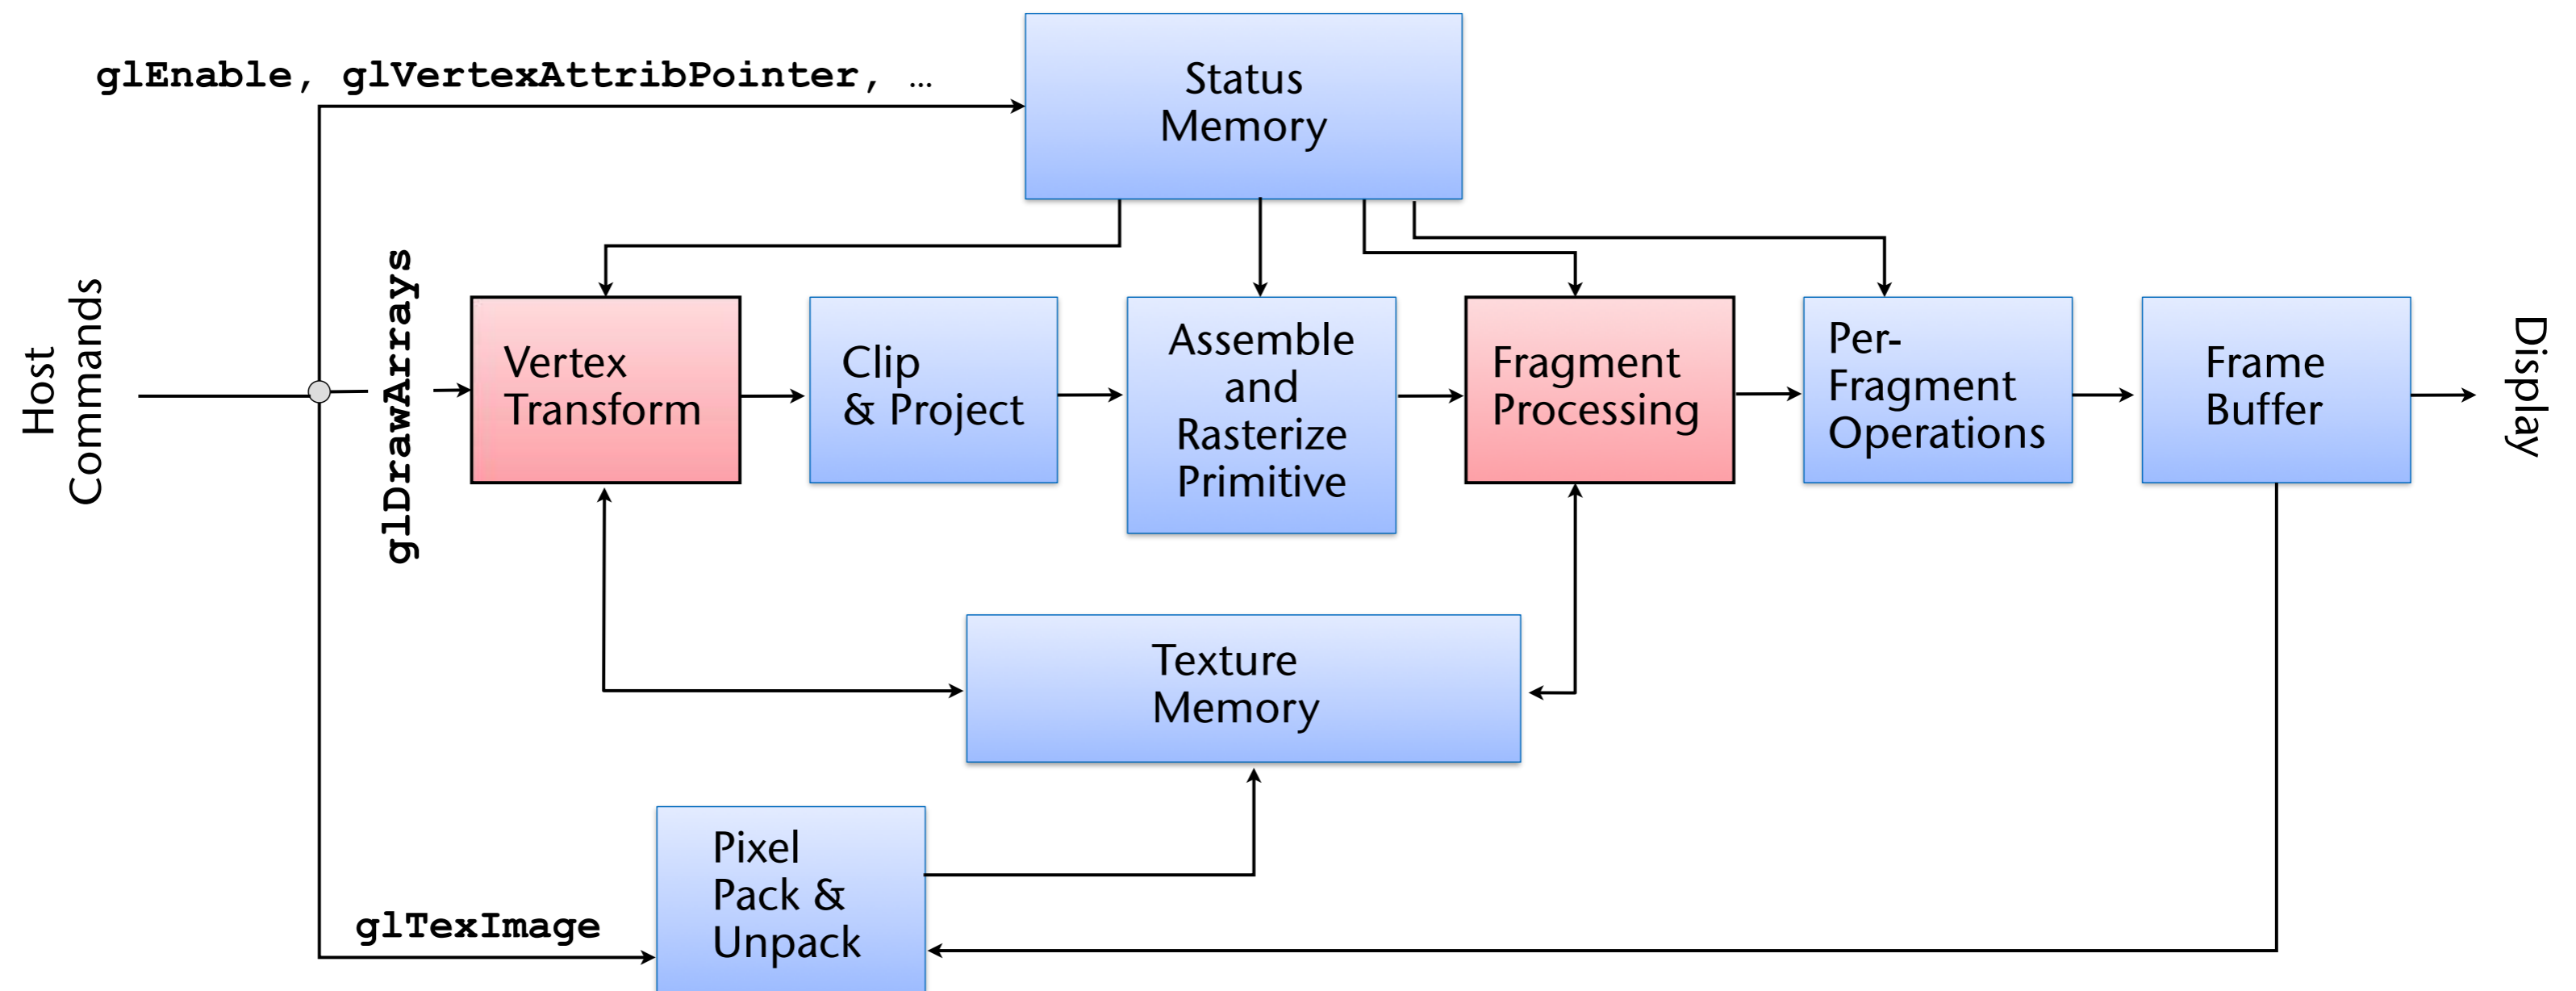 glEnable, glVertexAttribPointer, …
Status
Memory
Host
Commands
glDrawArrays
Vertex
Transform
Clip
& Project
Assemble
and
Rasterize
Primitive
Fragment
Processing
Per-
Fragment
Operations
Frame
Buffer
Display
Texture
Memory
Pixel
Pack &
Unpack
glTexImage